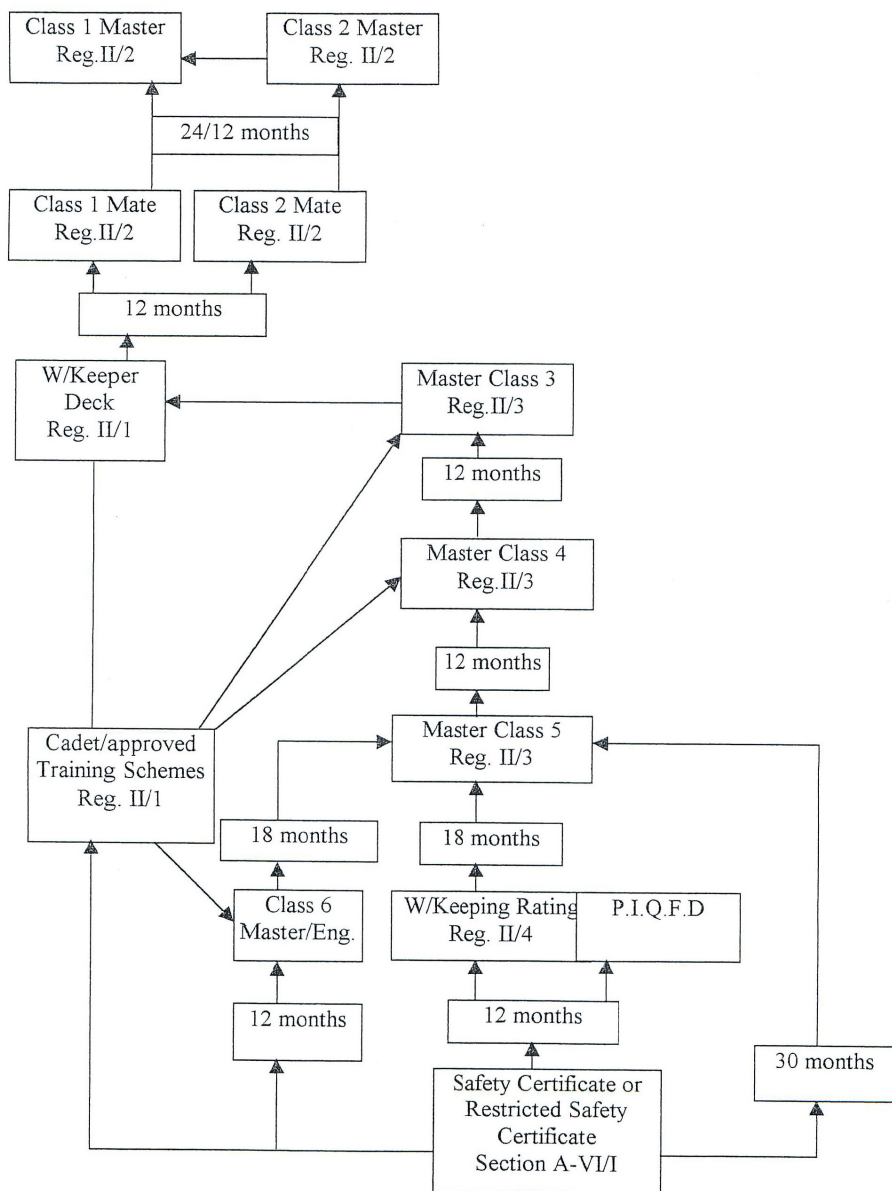 Class 1 Master
Reg.II/2
Class 2 Master
Reg. II/2
24/12 months
Class 1 Mate
Reg.II/2
Class 2 Mate
Reg. II/2
12 months
W/Keeper
Deck
Reg. II/1
Master Class 3
Reg.II/3
12 months
Master Class 4
Reg.II/3
12 months
Cadet/approved
Training Schemes
Reg. II/1
Master Class 5
Reg. II/3
18 months
18 months
Class 6
Master/Eng.
W/Keeping Rating
Reg. II/4
P.I.Q.F.D
12 months
12 months
30 months
Safety Certificate or
Restricted Safety
Certificate
Section A-VI/I